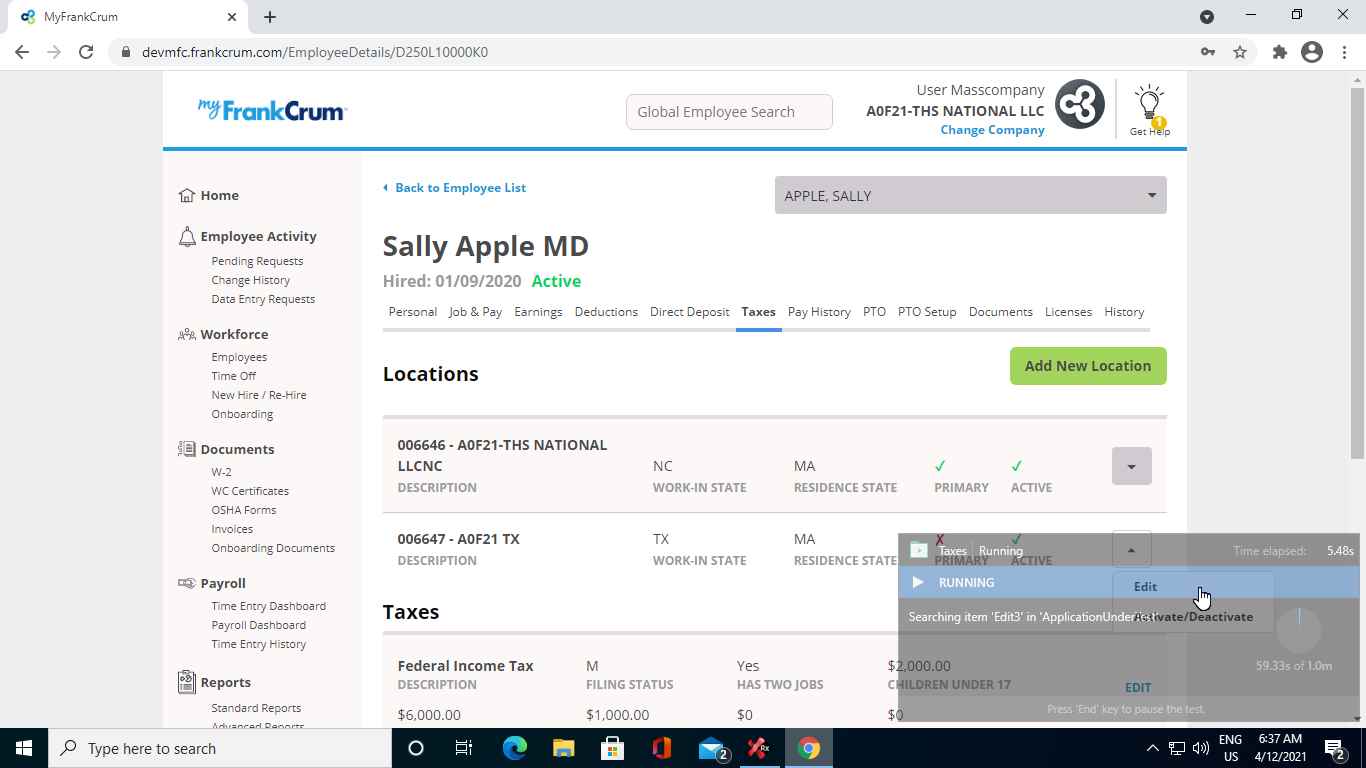 MyFrankCrum
devmfc.frankcrum.com/EmployeeDetails/D250L10000K0
my FrankCrum
Global Employee Search
User Masscompany
A0F21-THS NATIONAL LLC
Change Company
Get Help
1
Home
Employee Activity
Pending Requests
Change History
Data Entry Requests
Workforce
Employees
Time Off
New Hire / Re-Hire
Onboarding
Documents
W-2
WC Certificates
OSHA Forms
Invoices
Onboarding Documents
Payroll
Time Entry Dashboard
Payroll Dashboard
Time Entry History
Reports
Standard Reports
Advanced Reports
Back to Employee List
APPLE, SALLY
Sally Apple MD
Hired: 01/09/2020 Active
Personal Job & Pay Earnings Deductions Direct Deposit Taxes Pay History PTO PTO Setup Documents Licenses History
Locations
Add New Location
006646 - A0F21-THS NATIONAL
LLCNC NC MA ✓ ✓
DESCRIPTION WORK-IN STATE RESIDENCE STATE PRIMARY ACTIVE
006647 - A0F21 TX TX MA ✗ ✓
DESCRIPTION WORK-IN STATE RESIDENCE STATE PRIMARY ACTIVE
Taxes Running Time elapsed: 5.48s
RUNNING
Edit
Searching item 'Edit3' in 'ApplicationUnderTest'
Activate/Deactivate
59.33s of 1.0m
Press 'End' key to pause the test.
Taxes
Federal Income Tax M Yes $2,000.00
DESCRIPTION FILING STATUS HAS TWO JOBS CHILDREN UNDER 17 EDIT
$6,000.00 $1,000.00 $0 $0
Type here to search
2
Rx
ENG
US
6:37 AM
4/12/2021
2